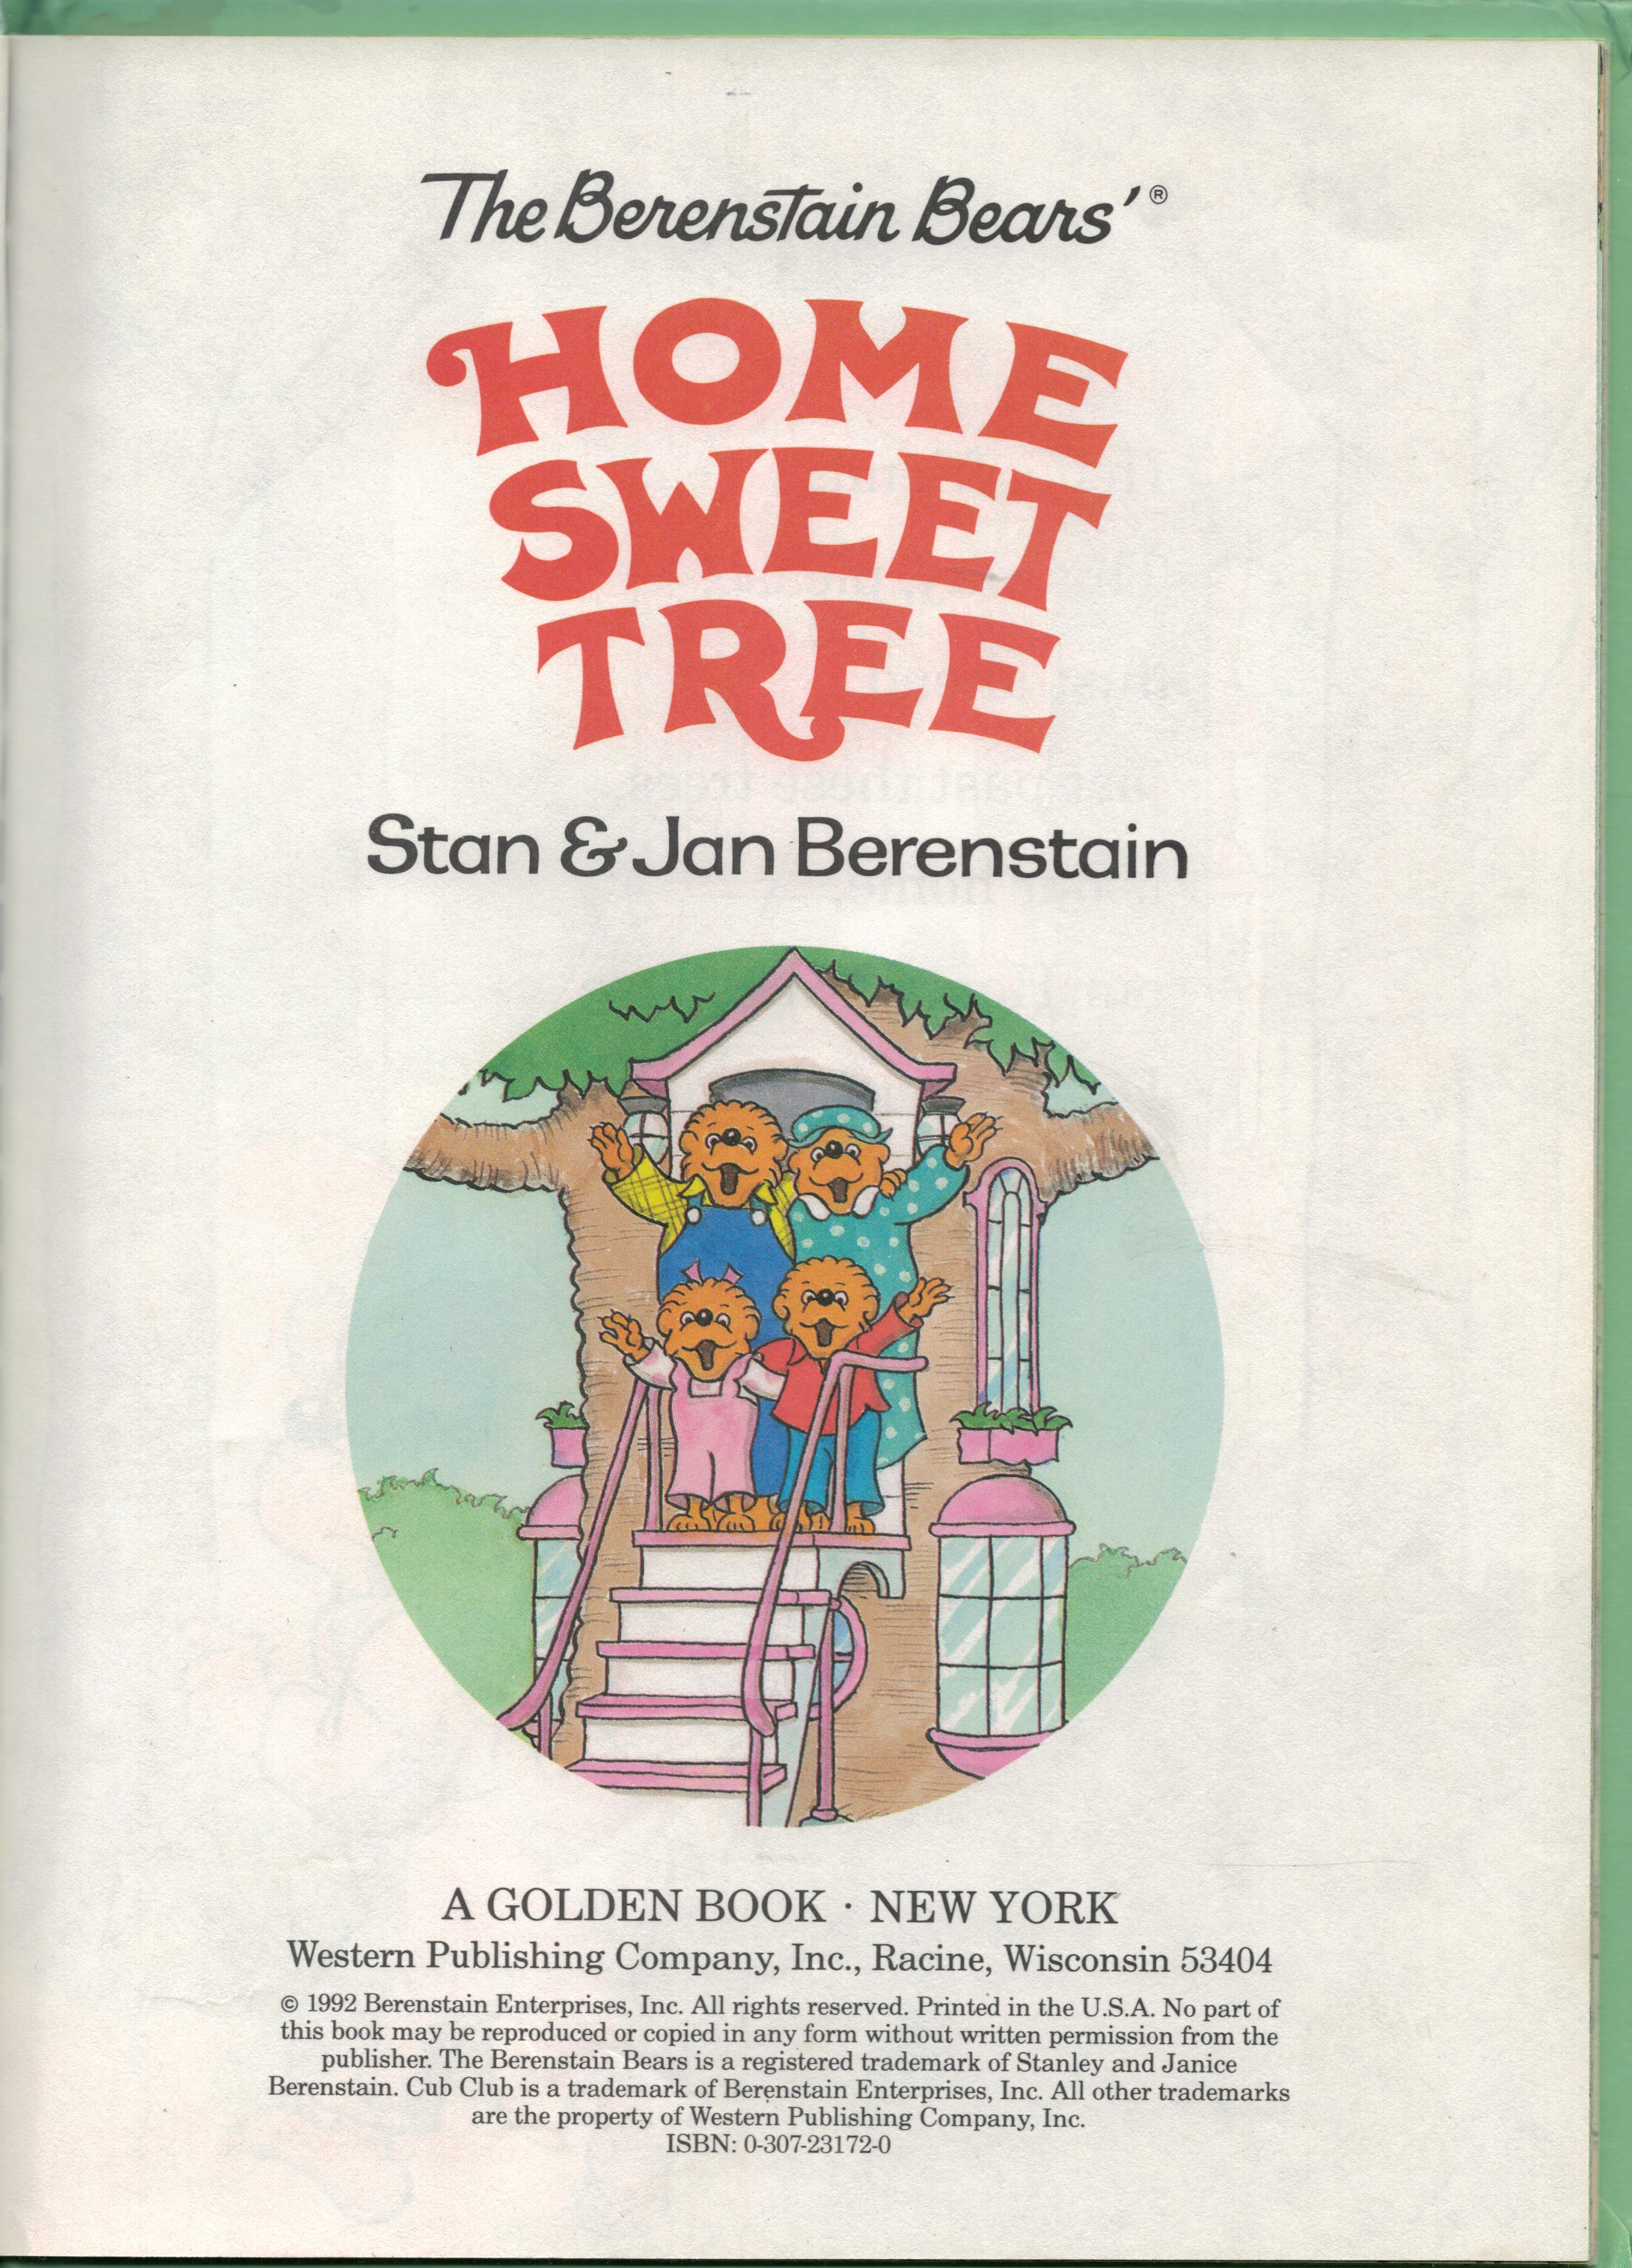 The Berenstain Bears'®
HOME
SWEET
TREE
Stan & Jan Berenstain
A GOLDEN BOOK · NEW YORK
Western Publishing Company, Inc., Racine, Wisconsin 53404
© 1992 Berenstain Enterprises, Inc. All rights reserved. Printed in the U.S.A. No part of
this book may be reproduced or copied in any form without written permission from the
publisher. The Berenstain Bears is a registered trademark of Stanley and Janice
Berenstain. Cub Club is a trademark of Berenstain Enterprises, Inc. All other trademarks
are the property of Western Publishing Company, Inc.
ISBN: 0-307-23172-0